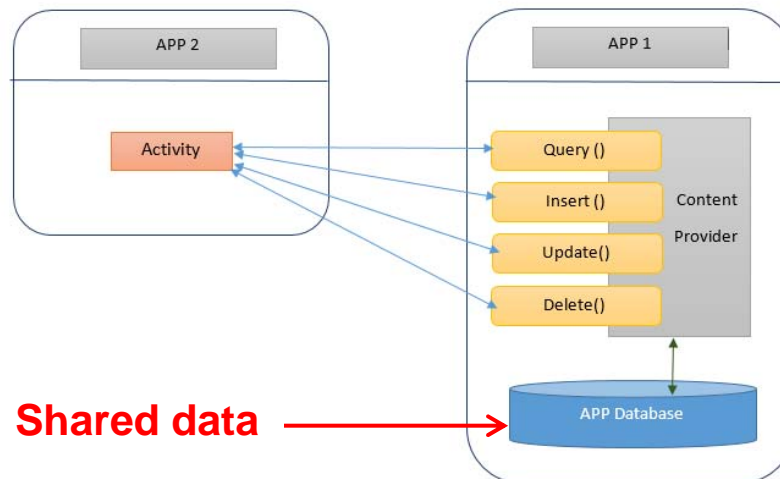 APP 2
APP 1
Activity
Query ()
Insert ()
Update()
Delete()
Content
Provider
Shared data
APP Database